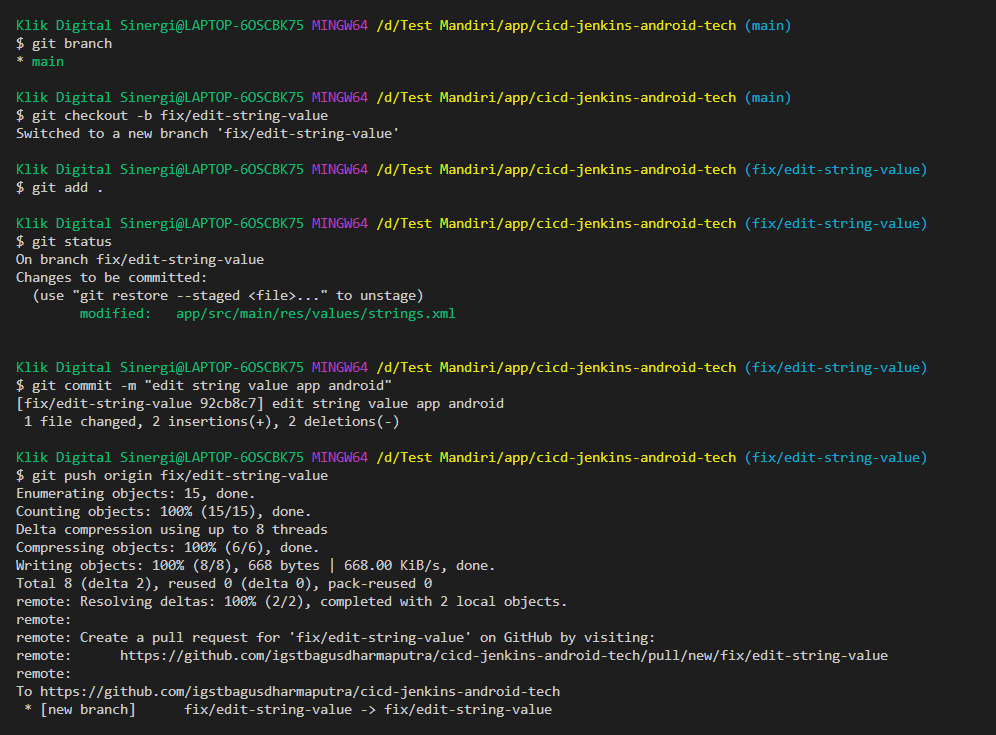 Klik Digital Sinergi@LAPTOP-6OSCBK75 MINGW64 /d/Test Mandiri/app/cicd-jenkins-android-tech (main)
$ git branch
* main
Klik Digital Sinergi@LAPTOP-6OSCBK75 MINGW64 /d/Test Mandiri/app/cicd-jenkins-android-tech (main)
$ git checkout -b fix/edit-string-value
Switched to a new branch 'fix/edit-string-value'
Klik Digital Sinergi@LAPTOP-6OSCBK75 MINGW64 /d/Test Mandiri/app/cicd-jenkins-android-tech (fix/edit-string-value)
$ git add .
Klik Digital Sinergi@LAPTOP-6OSCBK75 MINGW64 /d/Test Mandiri/app/cicd-jenkins-android-tech (fix/edit-string-value)
$ git status
On branch fix/edit-string-value
Changes to be committed:
  (use "git restore --staged <file>..." to unstage)
        modified:   app/src/main/res/values/strings.xml
Klik Digital Sinergi@LAPTOP-6OSCBK75 MINGW64 /d/Test Mandiri/app/cicd-jenkins-android-tech (fix/edit-string-value)
$ git commit -m "edit string value app android"
[fix/edit-string-value 92cb8c7] edit string value app android
 1 file changed, 2 insertions(+), 2 deletions(-)
Klik Digital Sinergi@LAPTOP-6OSCBK75 MINGW64 /d/Test Mandiri/app/cicd-jenkins-android-tech (fix/edit-string-value)
$ git push origin fix/edit-string-value
Enumerating objects: 15, done.
Counting objects: 100% (15/15), done.
Delta compression using up to 8 threads
Compressing objects: 100% (6/6), done.
Writing objects: 100% (8/8), 668 bytes | 668.00 KiB/s, done.
Total 8 (delta 2), reused 0 (delta 0), pack-reused 0
remote: Resolving deltas: 100% (2/2), completed with 2 local objects.
remote:
remote: Create a pull request for 'fix/edit-string-value' on GitHub by visiting:
remote:      https://github.com/igstbagusdharmaputra/cicd-jenkins-android-tech/pull/new/fix/edit-string-value
remote:
To https://github.com/igstbagusdharmaputra/cicd-jenkins-android-tech
 * [new branch]      fix/edit-string-value -> fix/edit-string-value